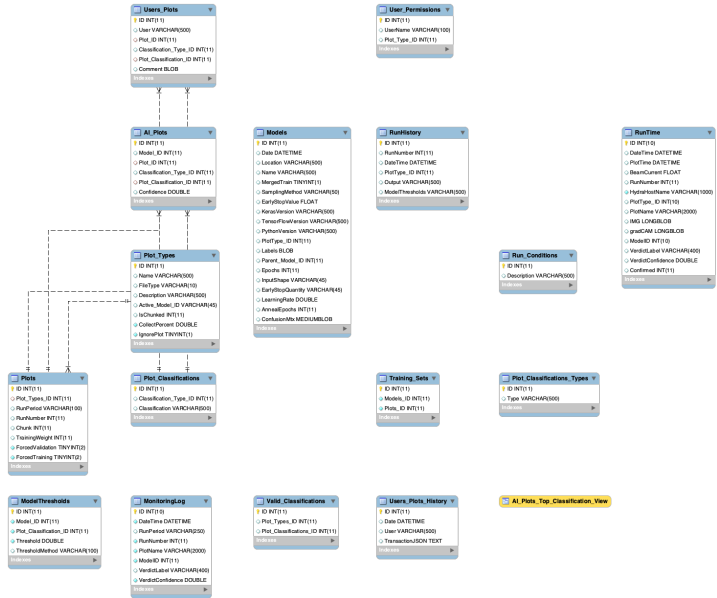 Users_Plots
ID INT(11)
User VARCHAR(500)
Plot_ID INT(11)
Classification_Type_ID INT(11)
Plot_Classification_ID INT(11)
Comment BLOB
Indexes
User_Permissions
ID INT(11)
UserName VARCHAR(100)
Plot_Type_ID INT(11)
Indexes
AI_Plots
ID INT(11)
Model_ID INT(11)
Plot_ID INT(11)
Classification_Type_ID INT(11)
Plot_Classification_ID INT(11)
Confidence DOUBLE
Indexes
Models
ID INT(11)
Date DATETIME
Location VARCHAR(500)
Name VARCHAR(500)
MergedTrain TINYINT(1)
SamplingMethod VARCHAR(50)
EarlyStopValue FLOAT
KerasVersion VARCHAR(500)
TensorFlowVersion VARCHAR(500)
PythonVersion VARCHAR(500)
PlotType_ID INT(11)
Labels BLOB
Parent_Model_ID INT(11)
Epochs INT(11)
InputShape VARCHAR(45)
EarlyStopQuantity VARCHAR(45)
LearningRate DOUBLE
AnnealEpochs INT(11)
ConfusionMtx MEDIUMBLOB
Indexes
RunHistory
ID INT(11)
RunNumber INT(11)
DateTime DATETIME
PlotType_ID INT(11)
Output VARCHAR(500)
ModelThresholds VARCHAR(500)
Indexes
RunTime
ID INT(10)
DateTime DATETIME
PlotTime DATETIME
BeamCurrent FLOAT
RunNumber INT(11)
HydraHostName VARCHAR(1000)
PlotType_ID INT(10)
PlotName VARCHAR(2000)
IMG LONGBLOB
gradCAM LONGBLOB
ModelID INT(10)
VerdictLabel VARCHAR(400)
VerdictConfidence DOUBLE
Confirmed INT(11)
Indexes
Plot_Types
ID INT(11)
Name VARCHAR(500)
FileType VARCHAR(10)
Description VARCHAR(500)
Active_Model_ID VARCHAR(45)
IsChunked INT(11)
CollectPercent DOUBLE
IgnorePlot TINYINT(1)
Indexes
Run_Conditions
ID INT(11)
Description VARCHAR(500)
Indexes
Plots
ID INT(11)
Plot_Types_ID INT(11)
RunPeriod VARCHAR(100)
RunNumber INT(11)
Chunk INT(11)
TrainingWeight INT(11)
ForcedValidation TINYINT(2)
ForcedTraining TINYINT(2)
Indexes
Plot_Classifications
ID INT(11)
Classification_Type_ID INT(11)
Classification VARCHAR(500)
Indexes
Training_Sets
ID INT(11)
Models_ID INT(11)
Plots_ID INT(11)
Indexes
Plot_Classifications_Types
ID INT(11)
Type VARCHAR(500)
Indexes
ModelThresholds
ID INT(11)
Model_ID INT(11)
Plot_Classification_ID INT(11)
Threshold DOUBLE
ThresholdMethod VARCHAR(100)
Indexes
MonitoringLog
ID INT(10)
DateTime DATETIME
RunPeriod VARCHAR(250)
RunNumber INT(11)
PlotName VARCHAR(2000)
ModelID INT(11)
VerdictLabel VARCHAR(400)
VerdictConfidence DOUBLE
Indexes
Valid_Classifications
ID INT(11)
Plot_Types_ID INT(11)
Plot_Classifications_ID INT(11)
Indexes
Users_Plots_History
ID INT(11)
Date DATETIME
User VARCHAR(500)
TransactionJSON TEXT
Indexes
AI_Plots_Top_Classification_View